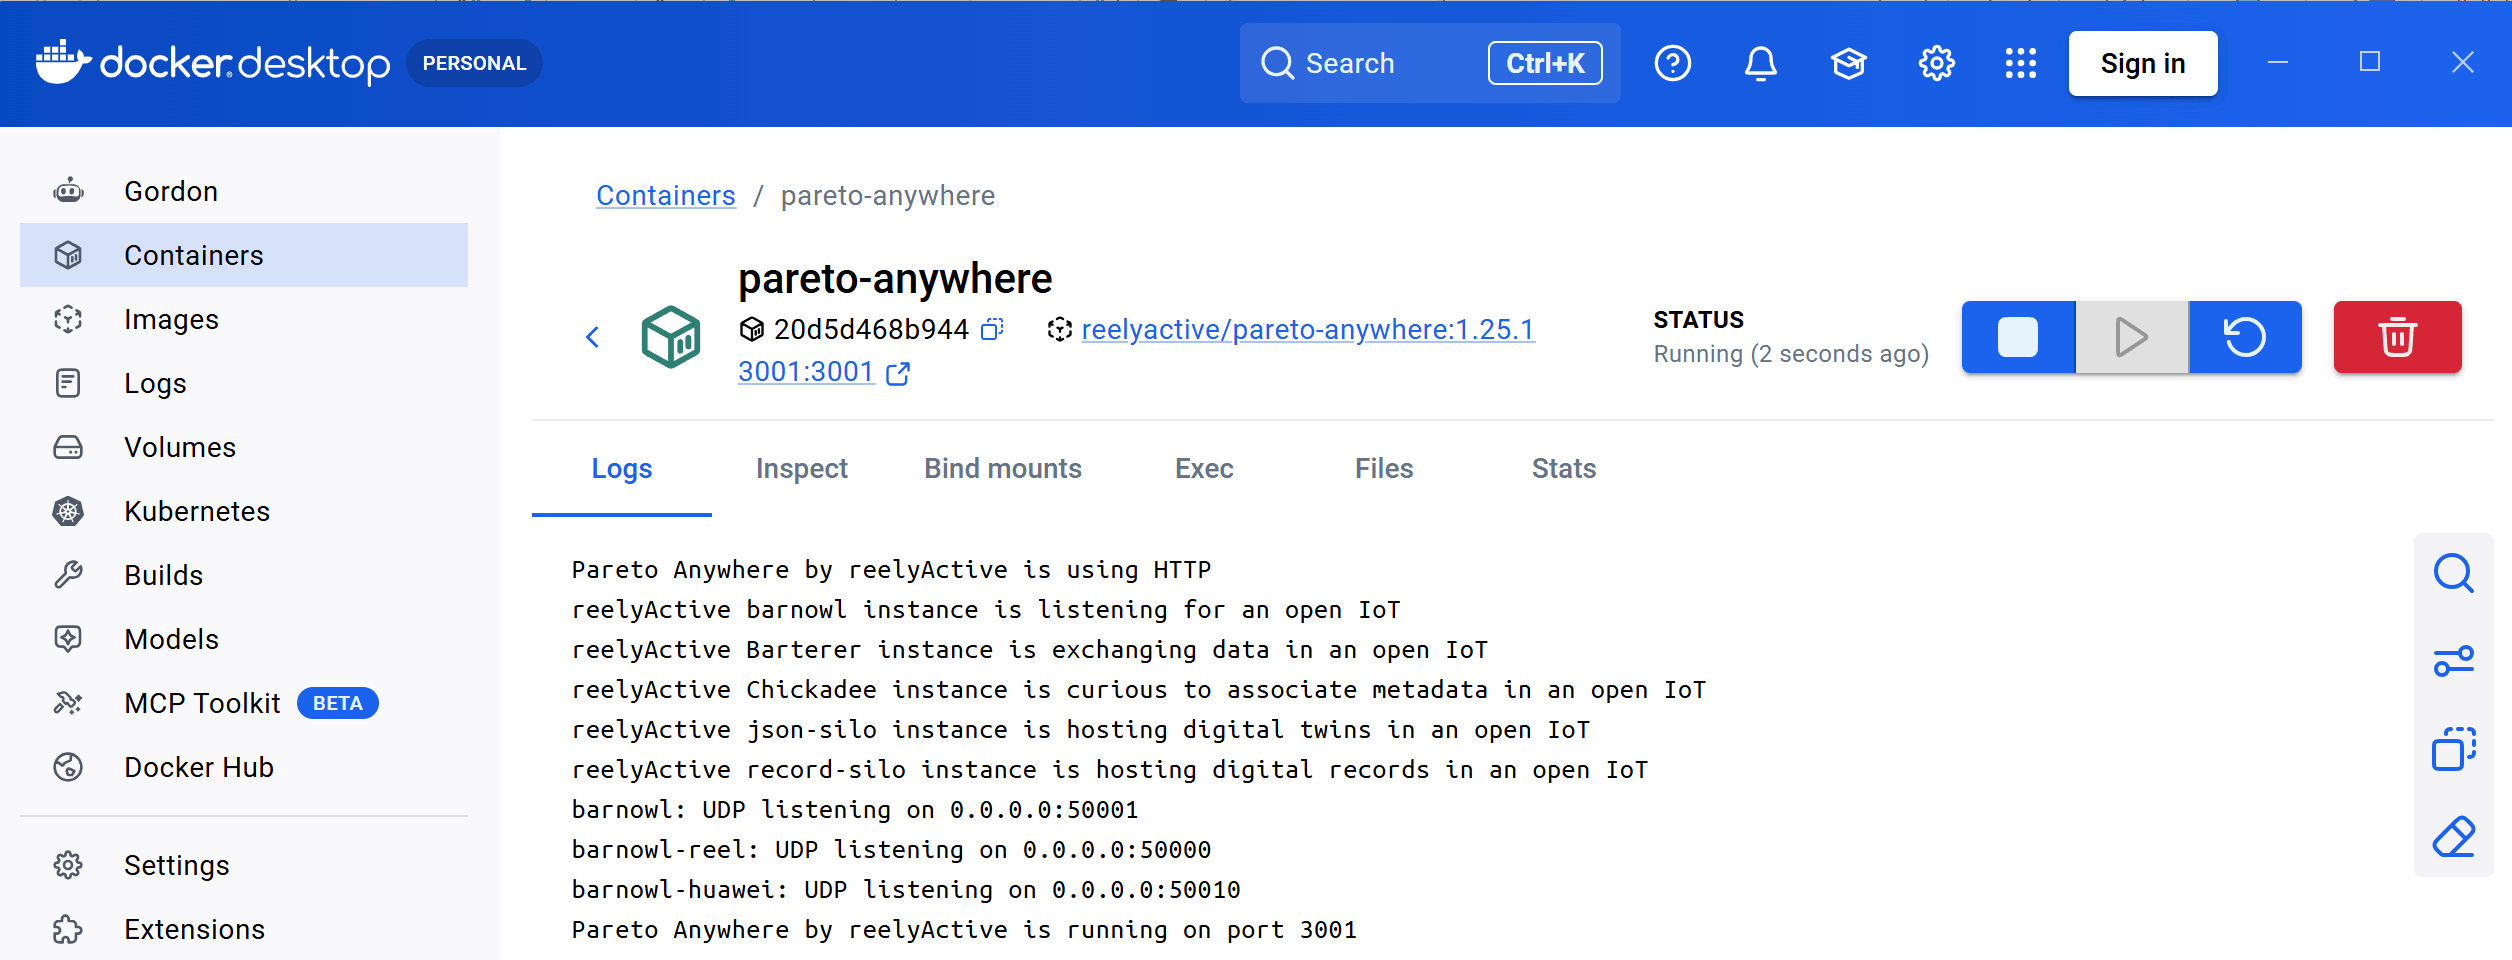 docker desktop PERSONAL Search Ctrl+K Sign in
Gordon
Containers
Images
Logs
Volumes
Kubernetes
Builds
Models
MCP Toolkit BETA
Docker Hub
Settings
Extensions
Containers / pareto-anywhere
pareto-anywhere
20d5d468b944 reelyactive/pareto-anywhere:1.25.1
3001:3001
STATUS
Running (2 seconds ago)
Logs Inspect Bind mounts Exec Files Stats
Pareto Anywhere by reelyActive is using HTTP
reelyActive barnowl instance is listening for an open IoT
reelyActive Barterer instance is exchanging data in an open IoT
reelyActive Chickadee instance is curious to associate metadata in an open IoT
reelyActive json-silo instance is hosting digital twins in an open IoT
reelyActive record-silo instance is hosting digital records in an open IoT
barnowl: UDP listening on 0.0.0.0:50001
barnowl-reel: UDP listening on 0.0.0.0:50000
barnowl-huawei: UDP listening on 0.0.0.0:50010
Pareto Anywhere by reelyActive is running on port 3001